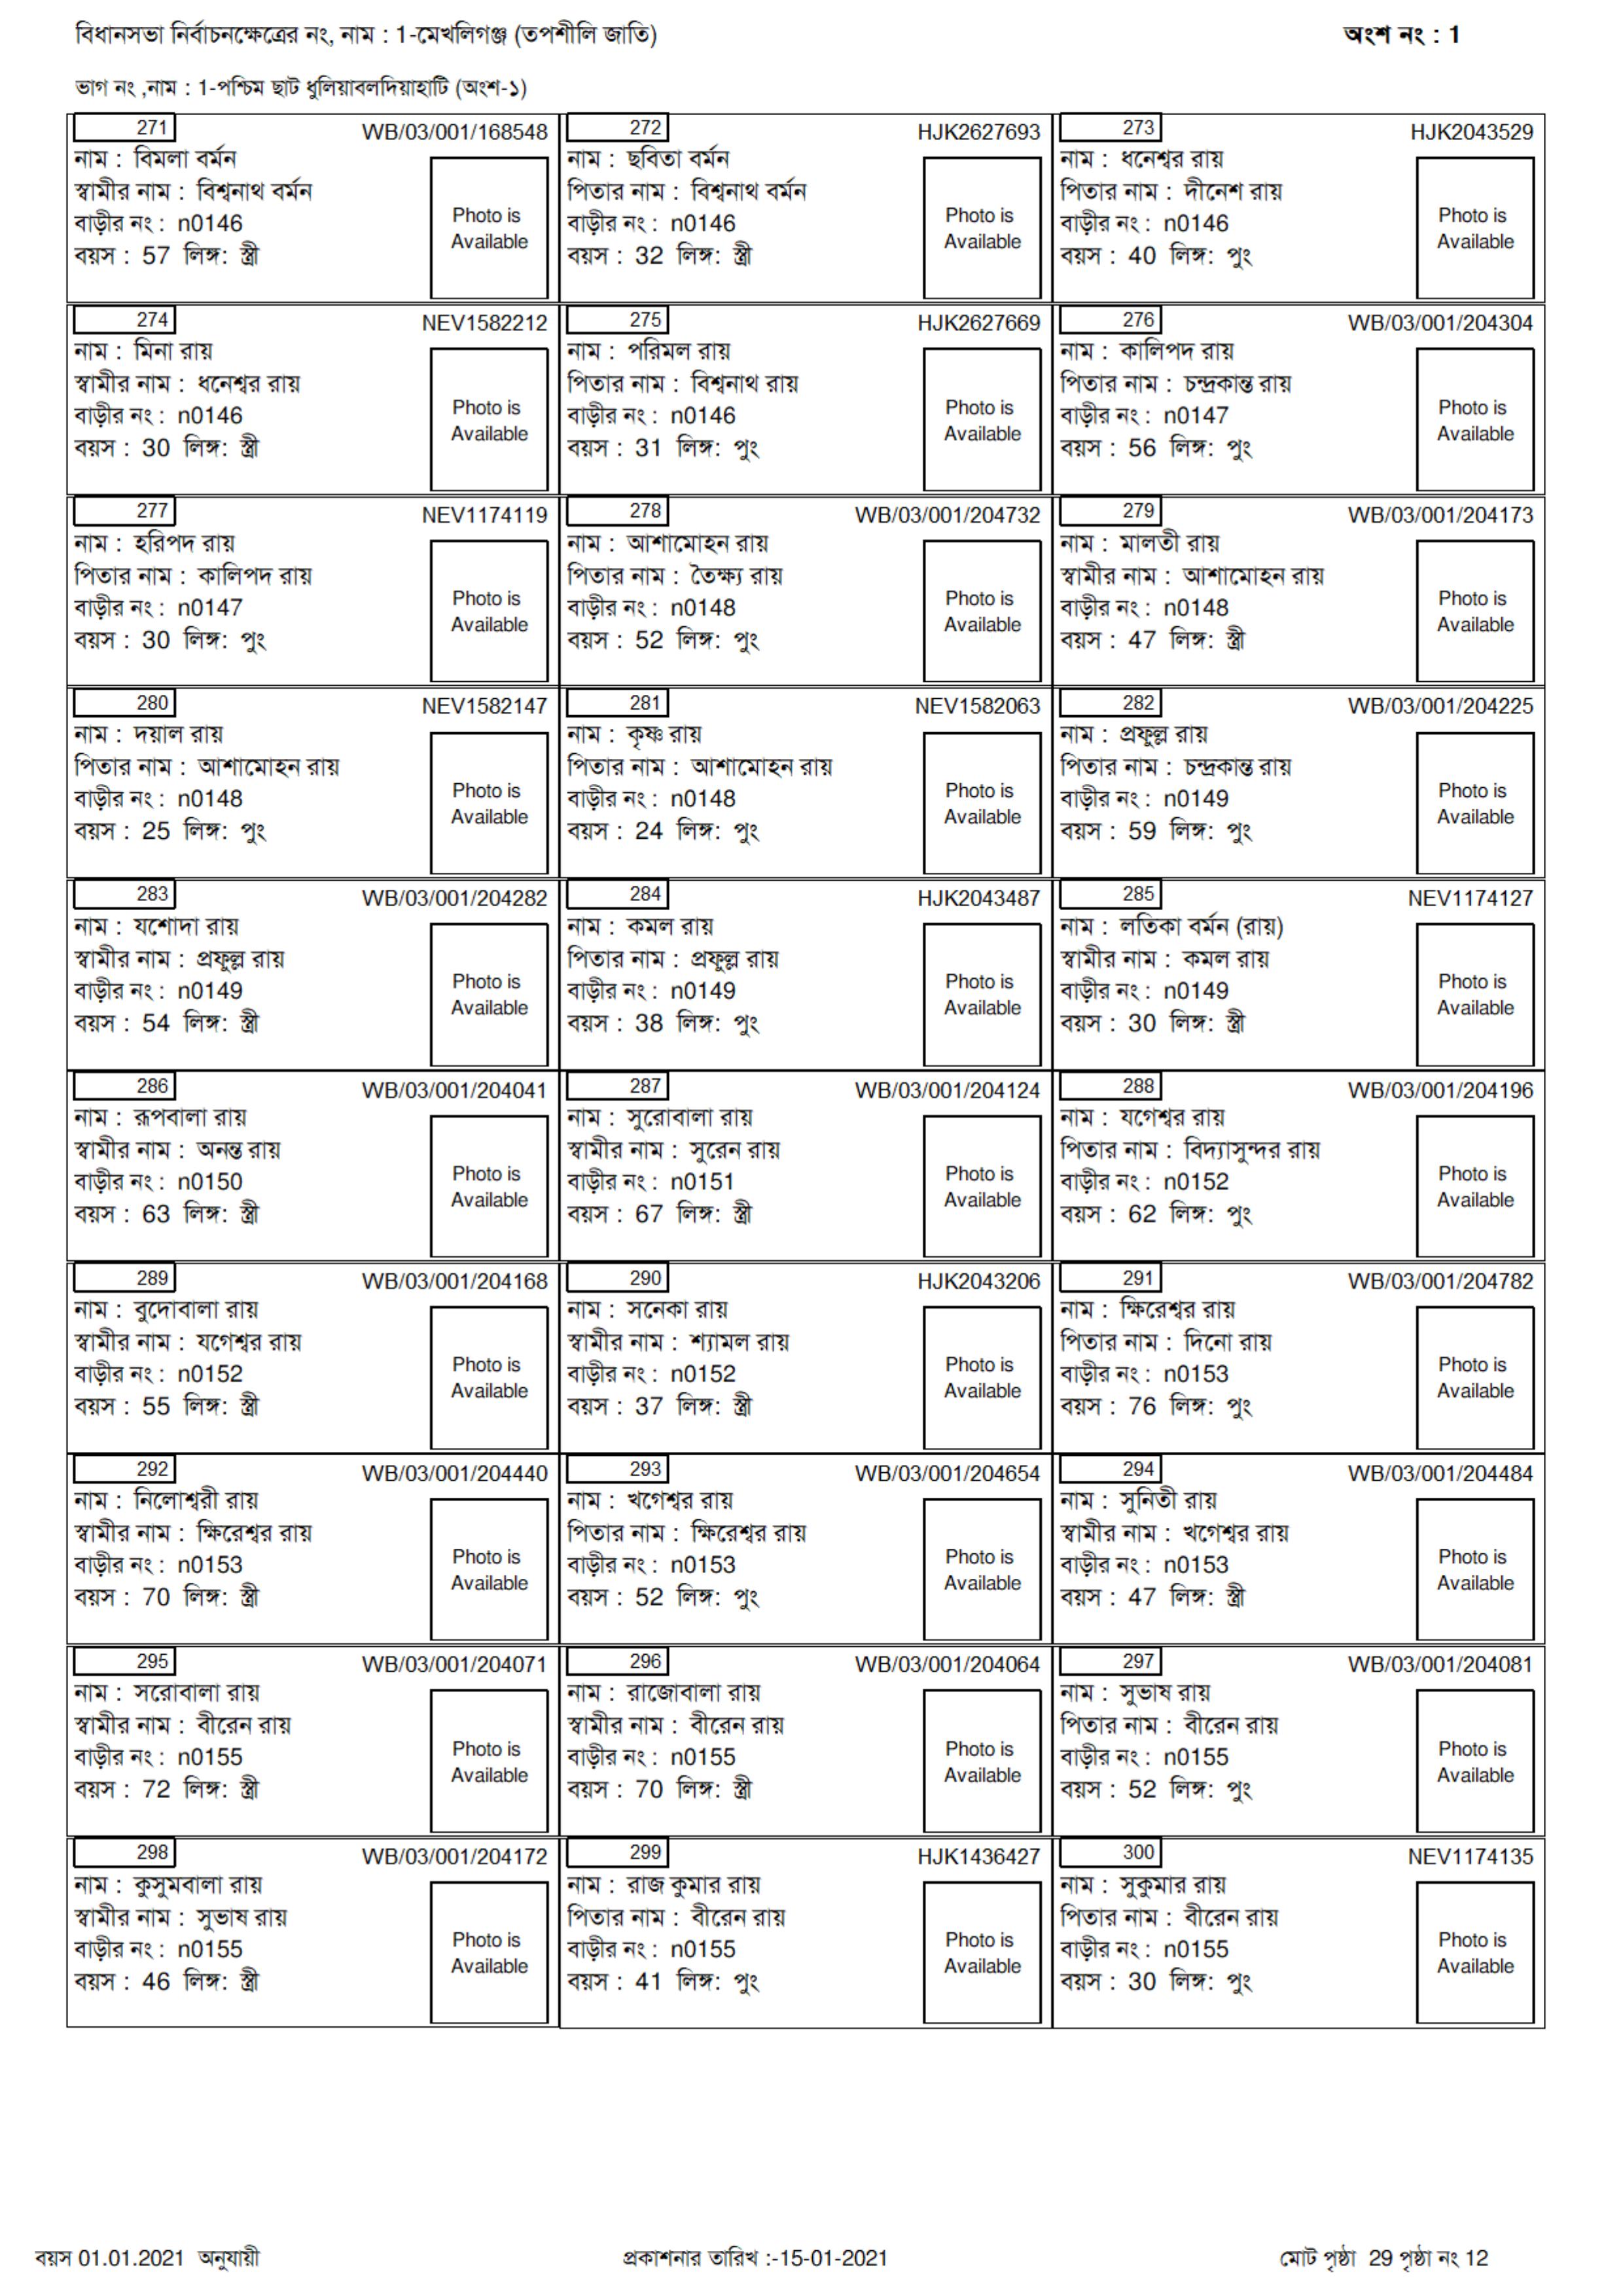 বিধানসভা নির্বাচনক্ষেত্রের নং, নাম : 1-মেখলিগঞ্জ (তপশীলি জাতি)
অংশ নং : 1
ভাগ নং ,নাম : 1-পশ্চিম ছাট ধুলিয়াবলদিয়াহাটি (অংশ-১)
271 WB/03/001/168548
নাম : বিমলা বর্মন
স্বামীর নাম : বিশ্বনাথ বর্মন
বাড়ীর নং : n0146
বয়স : 57 লিঙ্গ: স্ত্রী
Photo is
Available
272 HJK2627693
নাম : ছবিতা বর্মন
পিতার নাম : বিশ্বনাথ বর্মন
বাড়ীর নং : n0146
বয়স : 32 লিঙ্গ: স্ত্রী
Photo is
Available
273 HJK2043529
নাম : ধনেশ্বর রায়
পিতার নাম : দীনেশ রায়
বাড়ীর নং : n0146
বয়স : 40 লিঙ্গ: পুং
Photo is
Available
274 NEV1582212
নাম : মিনা রায়
স্বামীর নাম : ধনেশ্বর রায়
বাড়ীর নং : n0146
বয়স : 30 লিঙ্গ: স্ত্রী
Photo is
Available
275 HJK2627669
নাম : পরিমল রায়
পিতার নাম : বিশ্বনাথ রায়
বাড়ীর নং : n0146
বয়স : 31 লিঙ্গ: পুং
Photo is
Available
276 WB/03/001/204304
নাম : কালিপদ রায়
পিতার নাম : চন্দ্রকান্ত রায়
বাড়ীর নং : n0147
বয়স : 56 লিঙ্গ: পুং
Photo is
Available
277 NEV1174119
নাম : হরিপদ রায়
পিতার নাম : কালিপদ রায়
বাড়ীর নং : n0147
বয়স : 30 লিঙ্গ: পুং
Photo is
Available
278 WB/03/001/204732
নাম : আশামোহন রায়
পিতার নাম : তৈক্ষ্য রায়
বাড়ীর নং : n0148
বয়স : 52 লিঙ্গ: পুং
Photo is
Available
279 WB/03/001/204173
নাম : মালতী রায়
স্বামীর নাম : আশামোহন রায়
বাড়ীর নং : n0148
বয়স : 47 লিঙ্গ: স্ত্রী
Photo is
Available
280 NEV1582147
নাম : দয়াল রায়
পিতার নাম : আশামোহন রায়
বাড়ীর নং : n0148
বয়স : 25 লিঙ্গ: পুং
Photo is
Available
281 NEV1582063
নাম : কৃষ্ণ রায়
পিতার নাম : আশামোহন রায়
বাড়ীর নং : n0148
বয়স : 24 লিঙ্গ: পুং
Photo is
Available
282 WB/03/001/204225
নাম : প্রফুল্ল রায়
পিতার নাম : চন্দ্রকান্ত রায়
বাড়ীর নং : n0149
বয়স : 59 লিঙ্গ: পুং
Photo is
Available
283 WB/03/001/204282
নাম : যশোদা রায়
স্বামীর নাম : প্রফুল্ল রায়
বাড়ীর নং : n0149
বয়স : 54 লিঙ্গ: স্ত্রী
Photo is
Available
284 HJK2043487
নাম : কমল রায়
পিতার নাম : প্রফুল্ল রায়
বাড়ীর নং : n0149
বয়স : 38 লিঙ্গ: পুং
Photo is
Available
285 NEV1174127
নাম : লতিকা বর্মন (রায়)
স্বামীর নাম : কমল রায়
বাড়ীর নং : n0149
বয়স : 30 লিঙ্গ: স্ত্রী
Photo is
Available
286 WB/03/001/204041
নাম : রূপবালা রায়
স্বামীর নাম : অনন্ত রায়
বাড়ীর নং : n0150
বয়স : 63 লিঙ্গ: স্ত্রী
Photo is
Available
287 WB/03/001/204124
নাম : সুরোবালা রায়
স্বামীর নাম : সুরেন রায়
বাড়ীর নং : n0151
বয়স : 67 লিঙ্গ: স্ত্রী
Photo is
Available
288 WB/03/001/204196
নাম : যগেশ্বর রায়
পিতার নাম : বিদ্যাসুন্দর রায়
বাড়ীর নং : n0152
বয়স : 62 লিঙ্গ: পুং
Photo is
Available
289 WB/03/001/204168
নাম : বুদোবালা রায়
স্বামীর নাম : যগেশ্বর রায়
বাড়ীর নং : n0152
বয়স : 55 লিঙ্গ: স্ত্রী
Photo is
Available
290 HJK2043206
নাম : সনেকা রায়
স্বামীর নাম : শ্যামল রায়
বাড়ীর নং : n0152
বয়স : 37 লিঙ্গ: স্ত্রী
Photo is
Available
291 WB/03/001/204782
নাম : ক্ষিরেশ্বর রায়
পিতার নাম : দিনো রায়
বাড়ীর নং : n0153
বয়স : 76 লিঙ্গ: পুং
Photo is
Available
292 WB/03/001/204440
নাম : নিলোশ্বরী রায়
স্বামীর নাম : ক্ষিরেশ্বর রায়
বাড়ীর নং : n0153
বয়স : 70 লিঙ্গ: স্ত্রী
Photo is
Available
293 WB/03/001/204654
নাম : খগেশ্বর রায়
পিতার নাম : ক্ষিরেশ্বর রায়
বাড়ীর নং : n0153
বয়স : 52 লিঙ্গ: পুং
Photo is
Available
294 WB/03/001/204484
নাম : সুনিতী রায়
স্বামীর নাম : খগেশ্বর রায়
বাড়ীর নং : n0153
বয়স : 47 লিঙ্গ: স্ত্রী
Photo is
Available
295 WB/03/001/204071
নাম : সরোবালা রায়
স্বামীর নাম : বীরেন রায়
বাড়ীর নং : n0155
বয়স : 72 লিঙ্গ: স্ত্রী
Photo is
Available
296 WB/03/001/204064
নাম : রাজোবালা রায়
স্বামীর নাম : বীরেন রায়
বাড়ীর নং : n0155
বয়স : 70 লিঙ্গ: স্ত্রী
Photo is
Available
297 WB/03/001/204081
নাম : সুভাষ রায়
পিতার নাম : বীরেন রায়
বাড়ীর নং : n0155
বয়স : 52 লিঙ্গ: পুং
Photo is
Available
298 WB/03/001/204172
নাম : কুসুমবালা রায়
স্বামীর নাম : সুভাষ রায়
বাড়ীর নং : n0155
বয়স : 46 লিঙ্গ: স্ত্রী
Photo is
Available
299 HJK1436427
নাম : রাজ কুমার রায়
পিতার নাম : বীরেন রায়
বাড়ীর নং : n0155
বয়স : 41 লিঙ্গ: পুং
Photo is
Available
300 NEV1174135
নাম : সুকুমার রায়
পিতার নাম : বীরেন রায়
বাড়ীর নং : n0155
বয়স : 30 লিঙ্গ: পুং
Photo is
Available
বয়স 01.01.2021 অনুযায়ী
প্রকাশনার তারিখ :-15-01-2021
মোট পৃষ্ঠা 29 পৃষ্ঠা নং 12